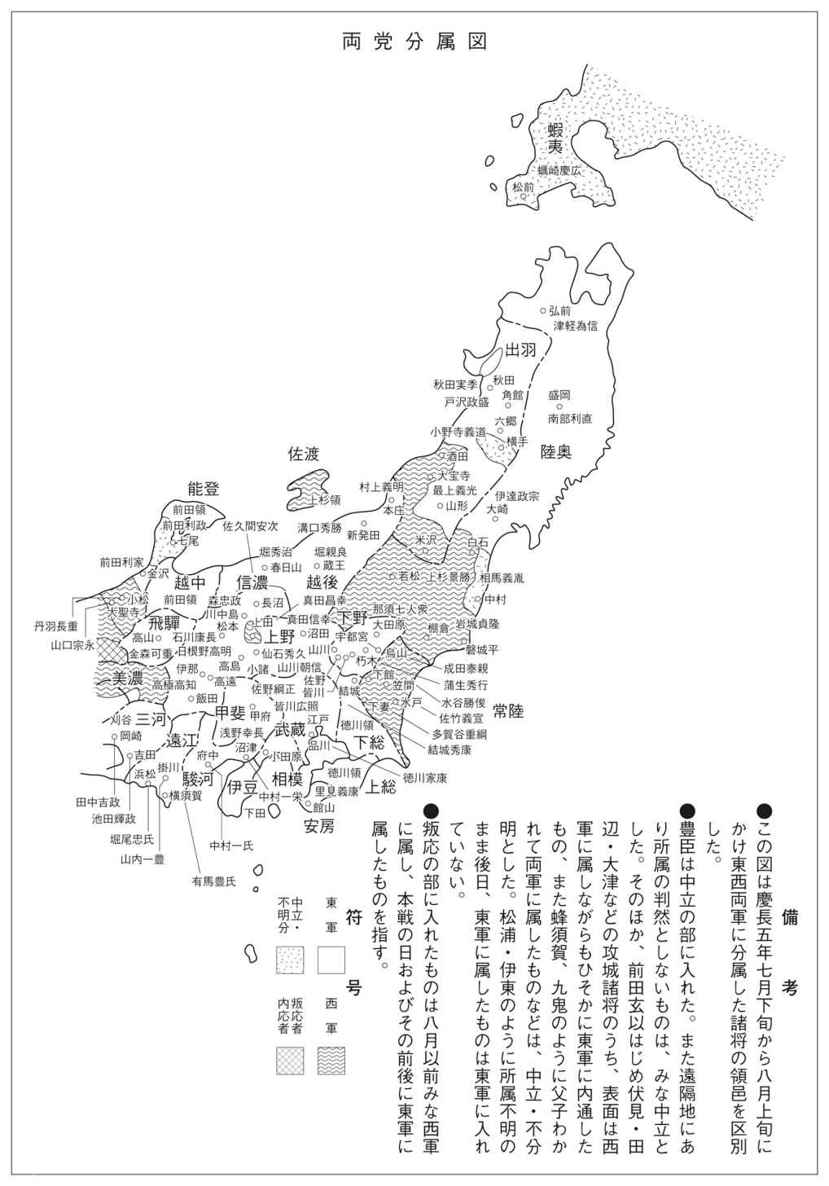 両党分属図
蝦夷
蠣崎慶広
松前
弘前
津軽為信
出羽
秋田実季
秋田
戸沢政盛
角館
盛岡
南部利直
六郷
小野寺義道
横手
陸奥
酒田
佐渡
上杉領
大宝寺
村上義明
最上義光
本庄
山形
伊達政宗
大崎
能登
前田領
前田利政
七尾
佐久間安次
溝口秀勝
新発田
米沢
白石
前田利家
金沢
堀秀治
堀親良
春日山
蔵王
若松
上杉景勝
相馬義胤
越中
信濃
越後
小松
大聖寺
前田領
森忠政
長沼
真田昌幸
那須七人衆
中村
丹羽長重
飛騨
川中島
上田
真田信幸
下野
大田原
棚倉
岩城貞隆
山口宗永
高山
石川康長
松本
上野
沼田
宇都宮
磐城平
金森可重
日根野高明
仙石秀久
山川
烏山
朽木
高島
小諸
山川朝信
成田泰親
美濃
伊那
佐野
下館
蒲生秀行
高極高知
高遠
佐野綱正
皆川
結城
笠間
水谷勝俊
飯田
皆川広照
下妻
水戸
常陸
佐竹義宣
刈谷
三河
甲斐
甲府
江戸
徳川領
多賀谷重綱
岡崎
遠江
浅野幸長
武蔵
下総
結城秀康
吉田
府中
沼津
品川
浜松
掛川
駿河
小田原
徳川領
徳川家康
横須賀
伊豆
相模
上総
田中吉政
中村一栄
里見義康
池田輝政
下田
館山
堀尾忠氏
安房
中村一氏
山内一豊
有馬豊氏
備考
●この図は慶長五年七月下旬から八月上旬に
かけ東西両軍に分属した諸将の領邑を区別
した。
●豊臣は中立の部に入れた。また遠隔地にあ
り所属の判然としないものは、みな中立と
した。そのほか、前田玄以はじめ伏見・田
辺・大津などの攻城諸将のうち、表面は西
軍に属しながらもひそかに東軍に内通した
もの、また蜂須賀、九鬼のように父子わか
れて両軍に属したものなどは、中立・不分
明とした。松浦・伊東のように所属不明の
まま後日、東軍に属したものは東軍に入れ
ていない。
●叛応の部に入れたものは八月以前みな西軍
に属し、本戦の日およびその前後に東軍に
属したものを指す。
符号
東軍
西軍
中立・
不明分
叛応者
内応者